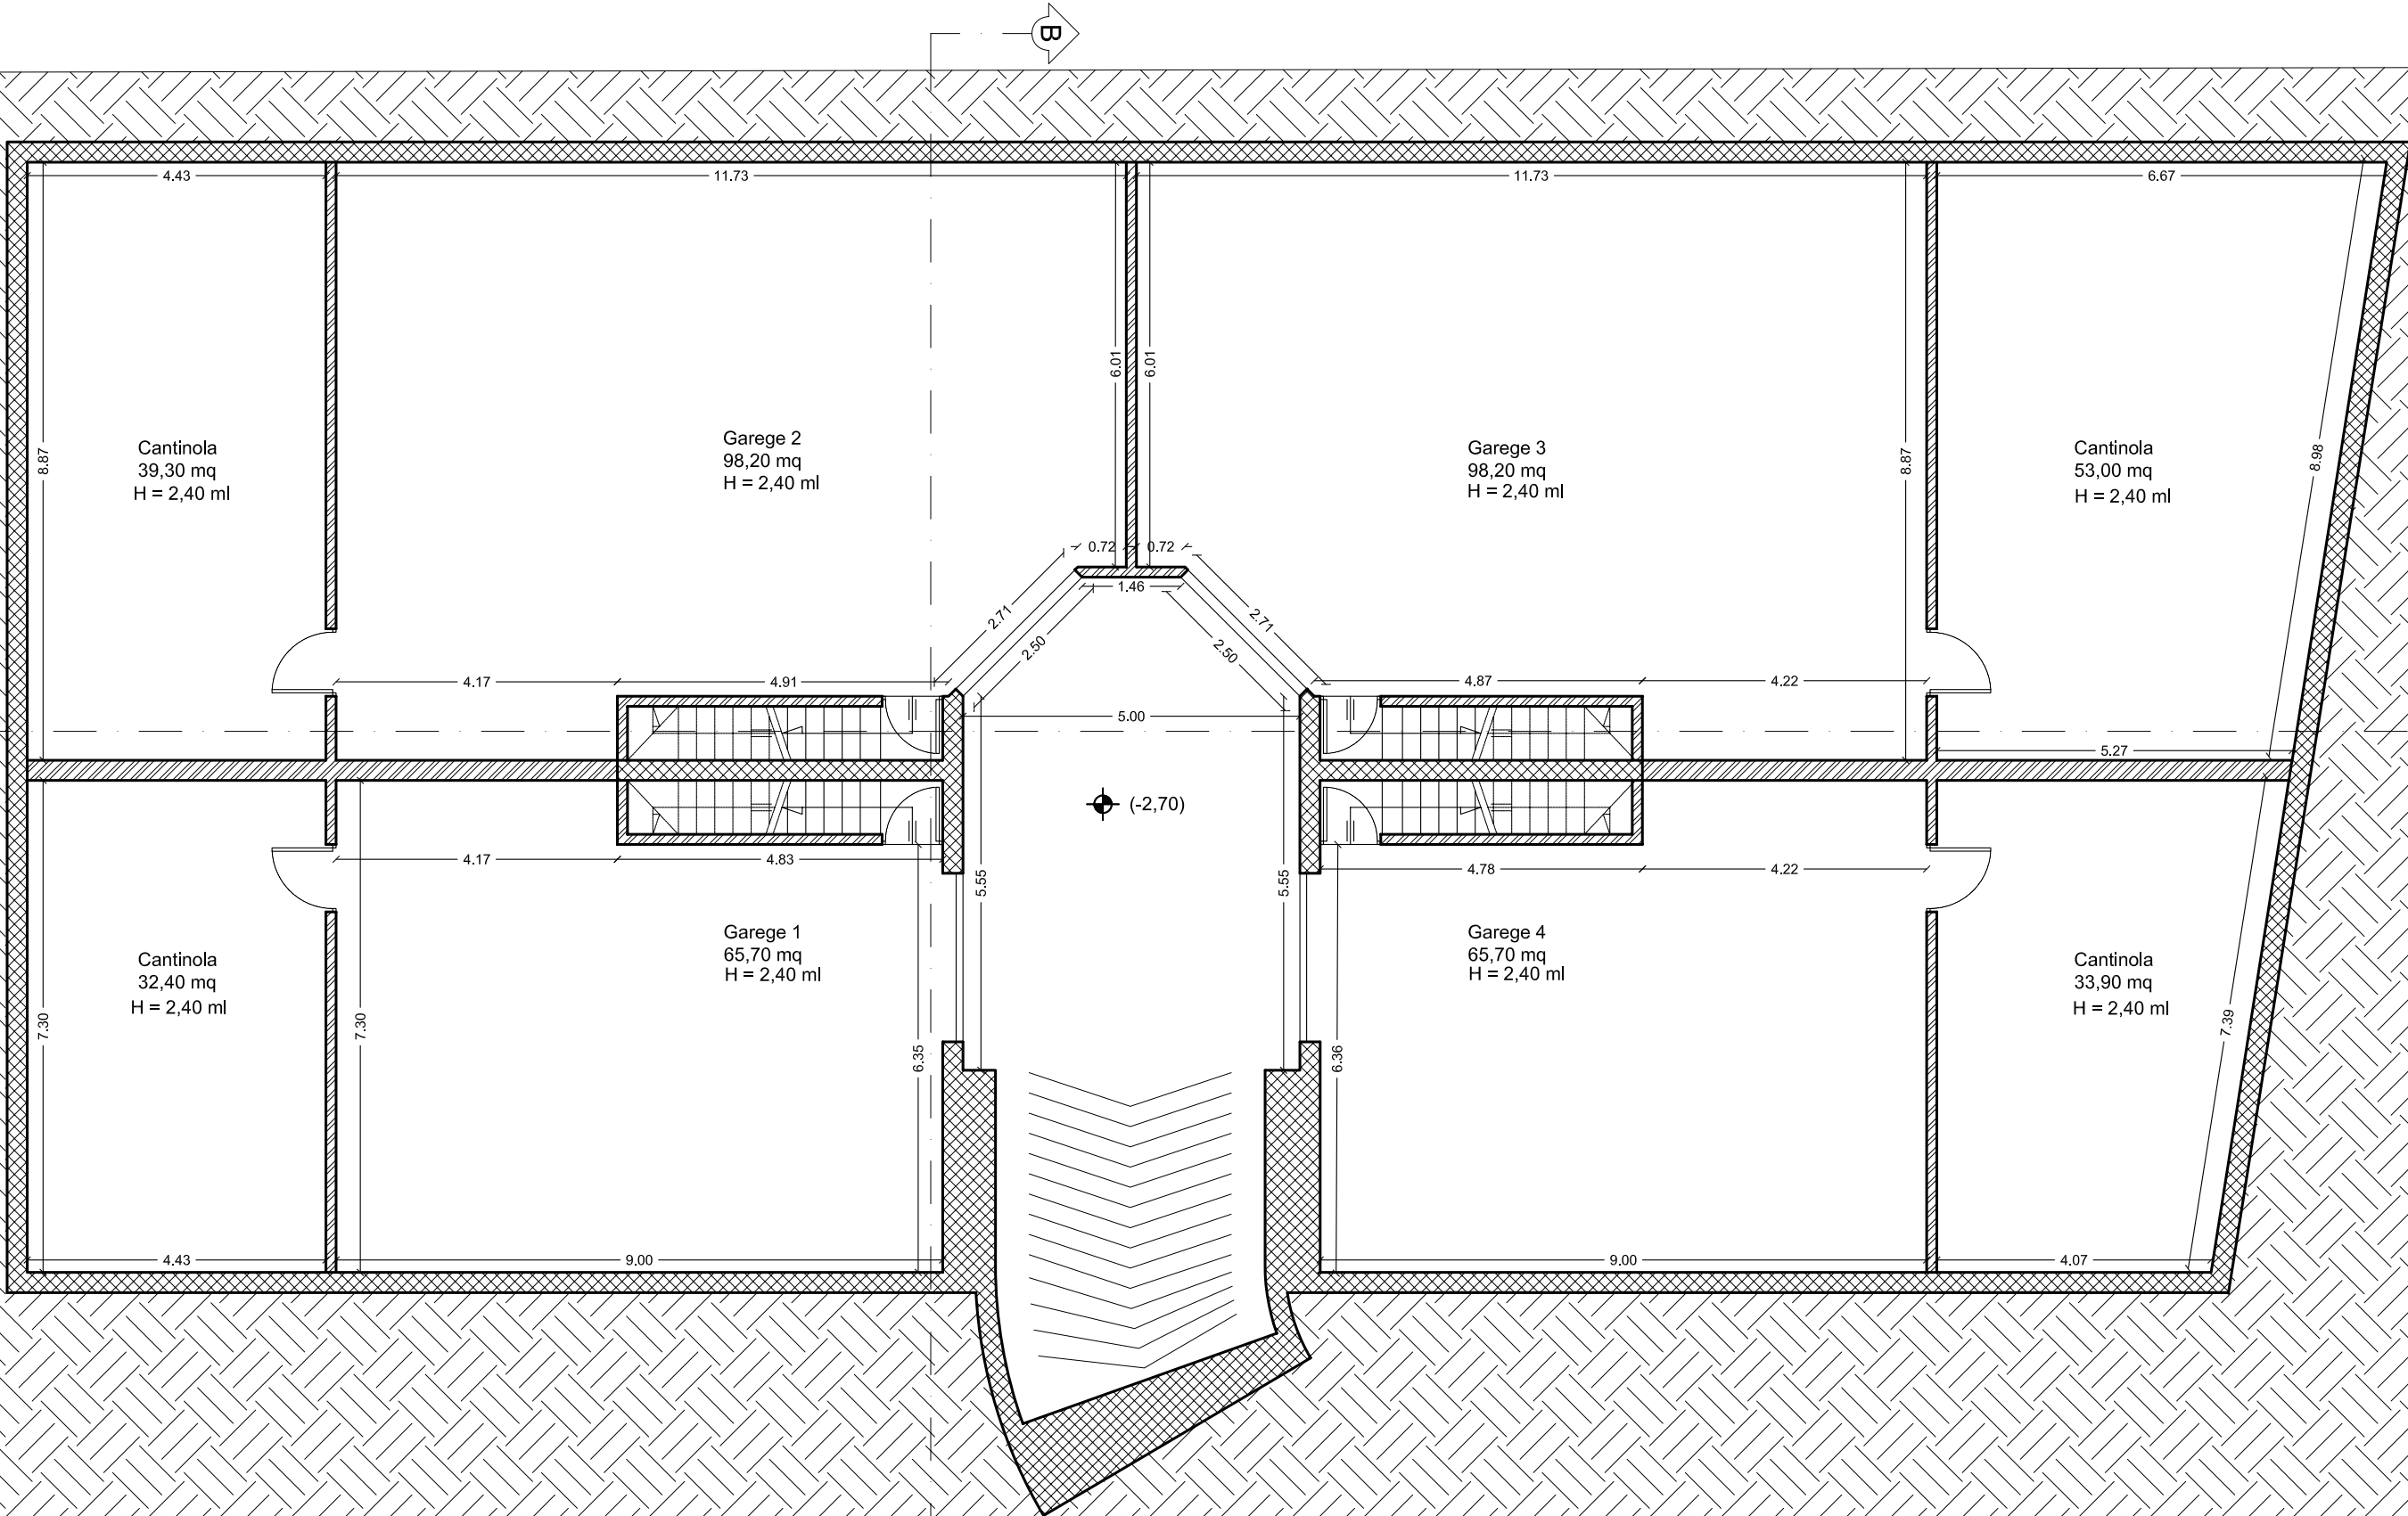 B
4.43
11.73
11.73
6.67
6.01
6.01
8.87
8.87
8.98
Cantinola
39,30 mq
H = 2,40 ml
Garege 2
98,20 mq
H = 2,40 ml
Garege 3
98,20 mq
H = 2,40 ml
Cantinola
53,00 mq
H = 2,40 ml
0.72
0.72
1.46
2.71
2.50
2.50
2.71
4.17
4.91
5.00
4.87
4.22
5.27
(-2,70)
4.17
4.83
5.55
5.55
4.78
4.22
Cantinola
32,40 mq
H = 2,40 ml
Garege 1
65,70 mq
H = 2,40 ml
Garege 4
65,70 mq
H = 2,40 ml
Cantinola
33,90 mq
H = 2,40 ml
7.30
7.30
6.35
6.36
7.39
4.43
9.00
9.00
4.07